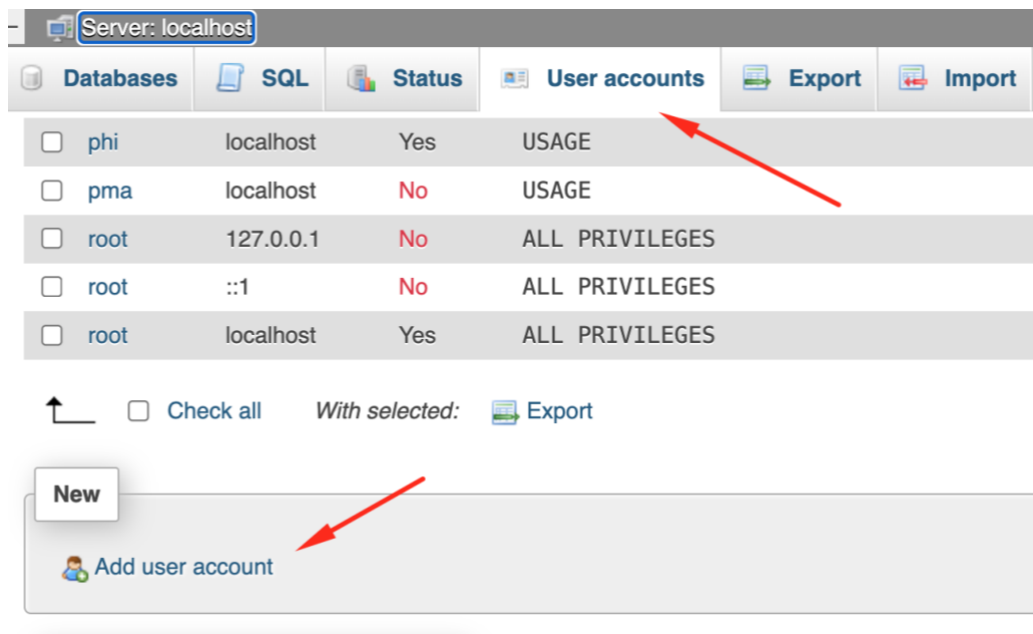 Server: localhost
Databases SQL Status User accounts Export Import
phi localhost Yes USAGE
pma localhost No USAGE
root 127.0.0.1 No ALL PRIVILEGES
root ::1 No ALL PRIVILEGES
root localhost Yes ALL PRIVILEGES
Check all With selected: Export
New
Add user account